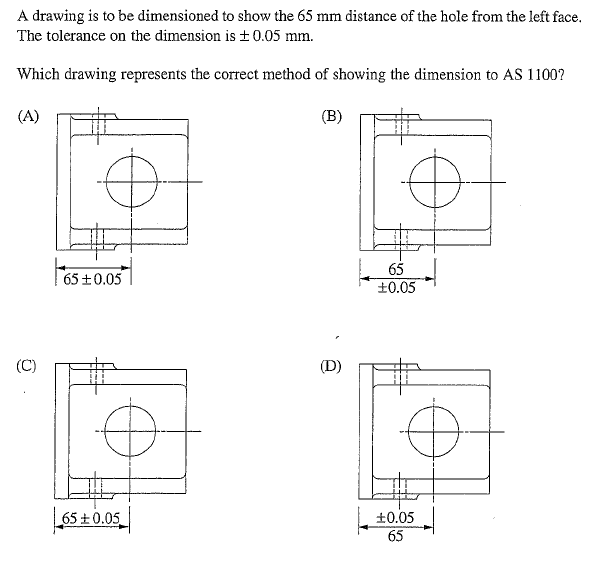 A drawing is to be dimensioned to show the 65 mm distance of the hole from the left face.
The tolerance on the dimension is ± 0.05 mm.
Which drawing represents the correct method of showing the dimension to AS 1100?
(A)
(B)
65 ±0.05
65
±0.05
(C)
(D)
65 ± 0.05
±0.05
65